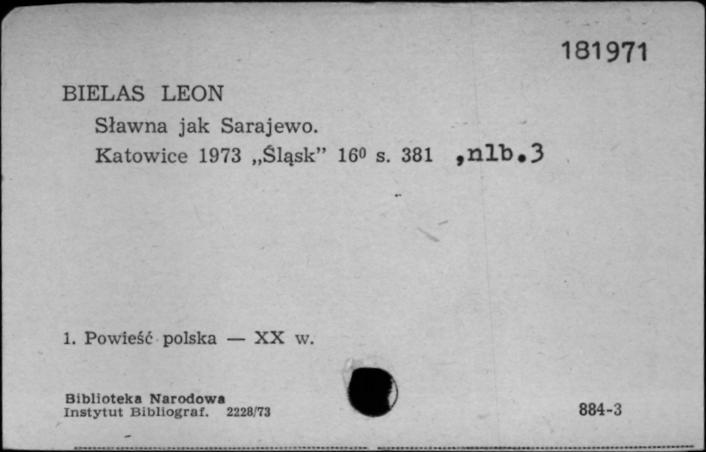 181971
BIELAS LEON
Sławna jak Sarajewo.
Katowice 1973 „Śląsk” 16⁰ s. 381 ,nlb.3
1. Powieść polska — XX w.
Biblioteka Narodowa
Instytut Bibliograf. 2228/73
884-3